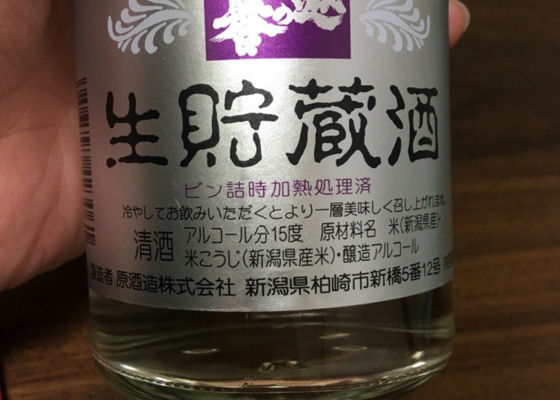 の誉
生貯蔵酒
ビン詰時加熱処理済
冷やしてお飲みいただくとより一層美味しく召し上がれます。
清酒 アルコール分15度 原材料名 米(新潟県産)・
米こうじ(新潟県産米)・醸造アルコール
製造者 原酒造株式会社 新潟県柏崎市新橋5番12号